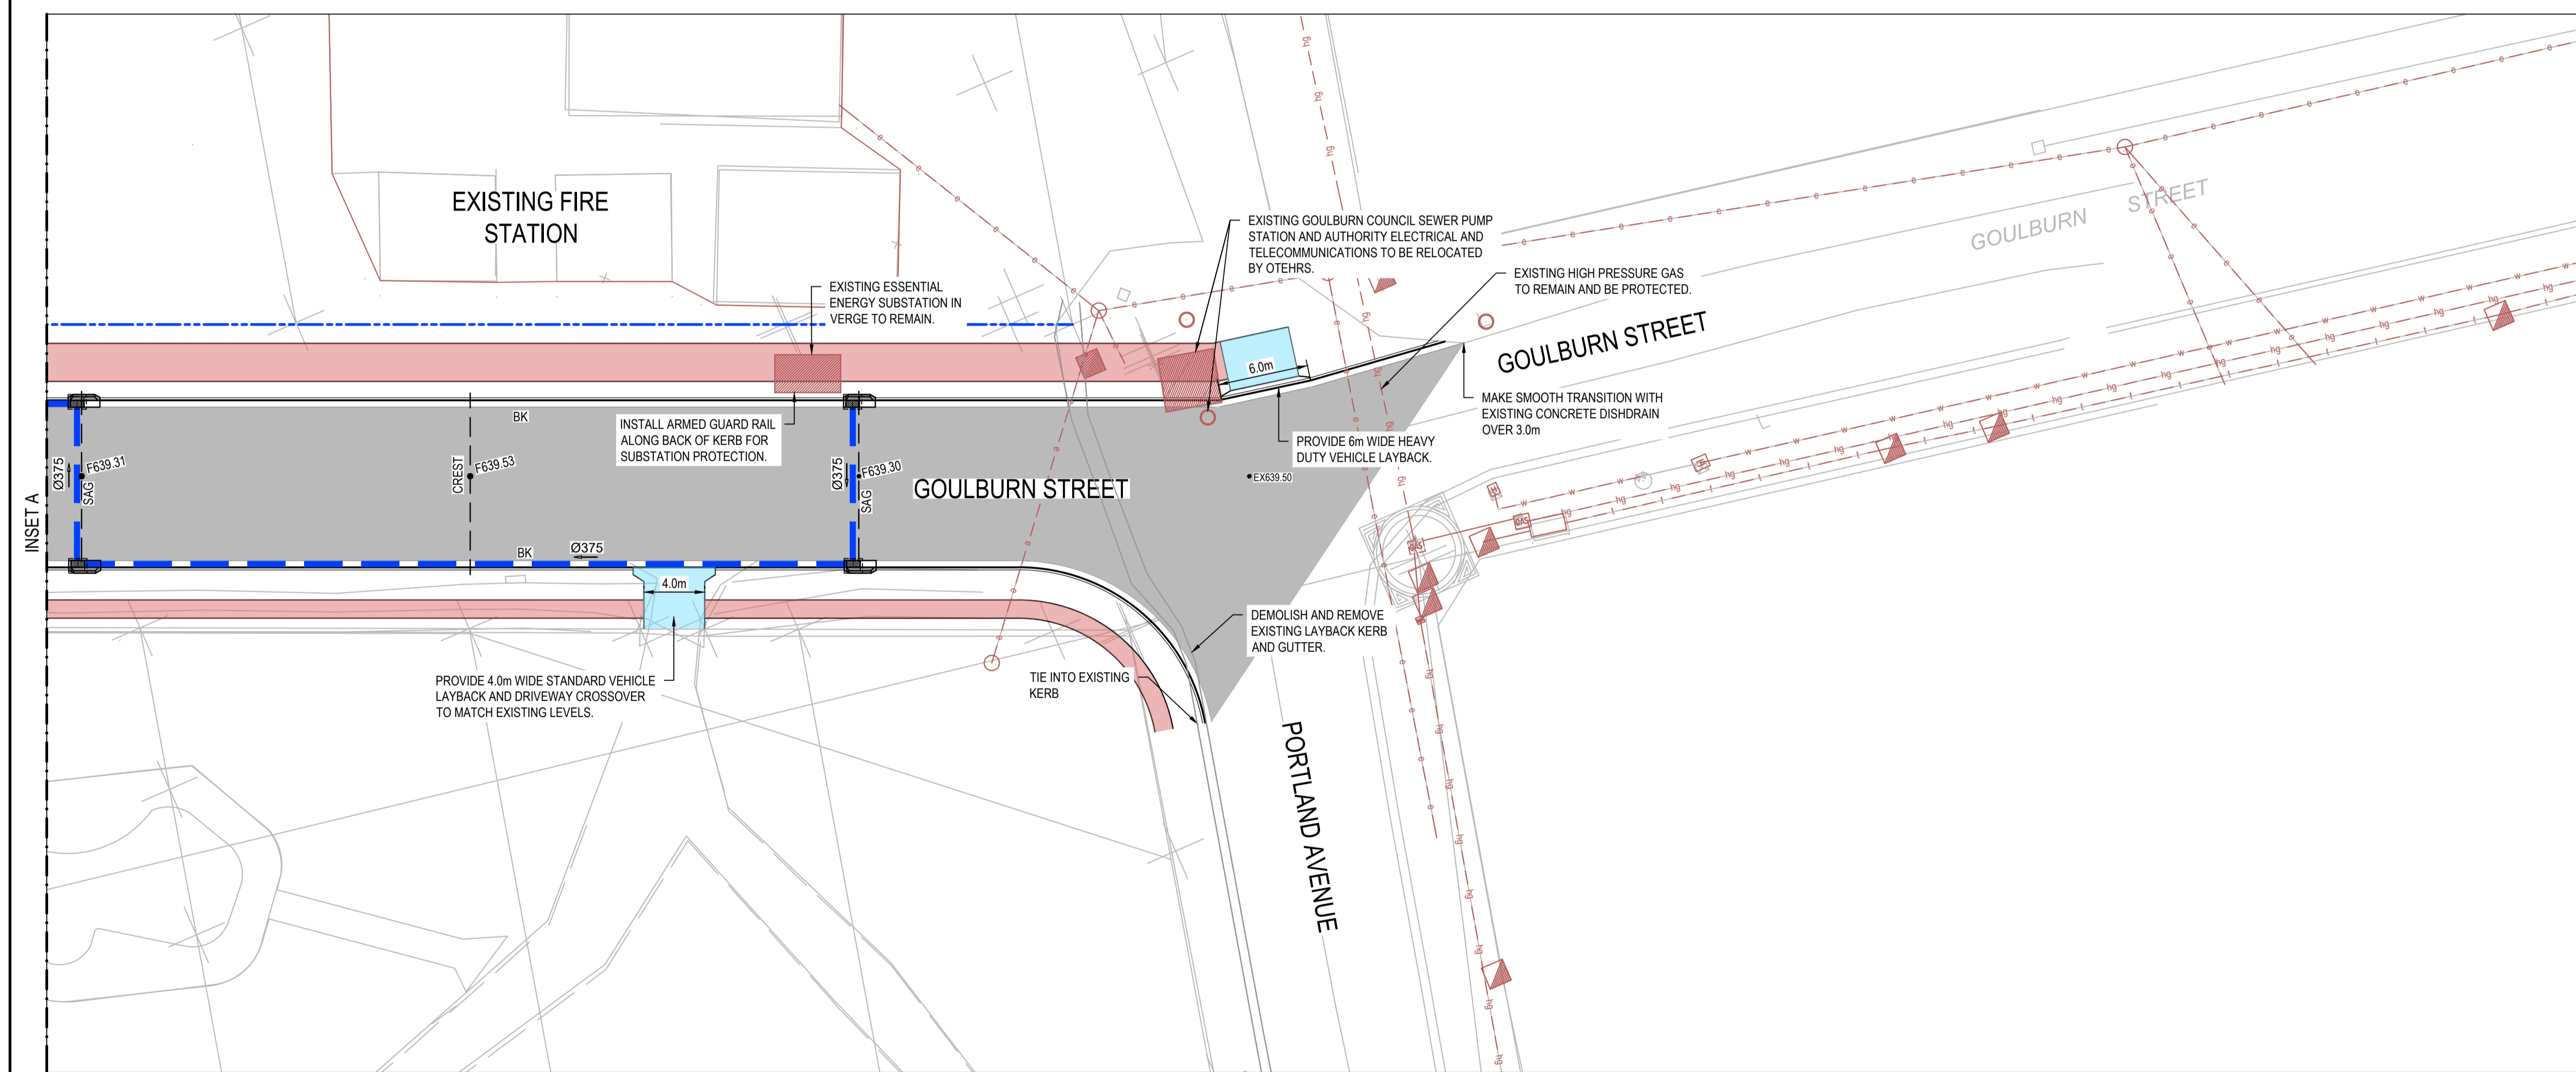 EXISTING FIRE
STATION
EXISTING GOULBURN COUNCIL SEWER PUMP
STATION AND AUTHORITY ELECTRICAL AND
TELECOMMUNICATIONS TO BE RELOCATED
BY OTEHRS.
GOULBURN STREET
EXISTING HIGH PRESSURE GAS
TO REMAIN AND BE PROTECTED.
EXISTING ESSENTIAL
ENERGY SUBSTATION IN
VERGE TO REMAIN.
GOULBURN STREET
6.0m
MAKE SMOOTH TRANSITION WITH
EXISTING CONCRETE DISHDRAIN
OVER 3.0m
INSTALL ARMED GUARD RAIL
ALONG BACK OF KERB FOR
SUBSTATION PROTECTION.
PROVIDE 6m WIDE HEAVY
DUTY VEHICLE LAYBACK.
BK
INSET A
Ø375
F639.31
SAG
CREST
F639.53
Ø375
F639.30
SAG
GOULBURN STREET
EX639.50
BK
Ø375
4.0m
GAS
GAS
DEMOLISH AND REMOVE
EXISTING LAYBACK KERB
AND GUTTER.
TIE INTO EXISTING
KERB
PROVIDE 4.0m WIDE STANDARD VEHICLE
LAYBACK AND DRIVEWAY CROSSOVER
TO MATCH EXISTING LEVELS.
PORTLAND AVENUE
e
hg
w
t